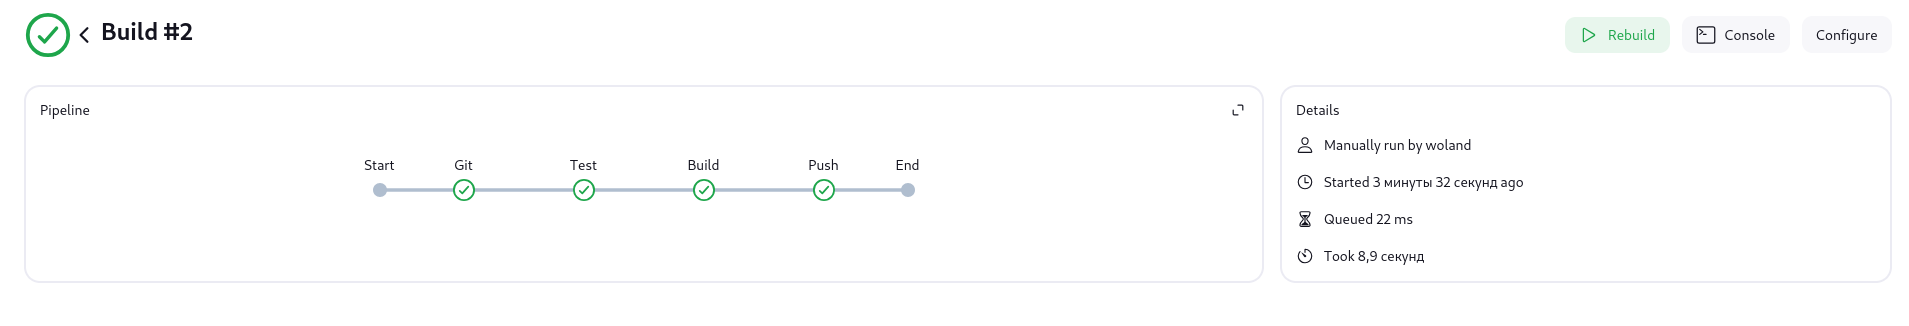 Build #2
Rebuild
Console
Configure
Pipeline
Start Git Test Build Push End
Details
Manually run by woland
Started 3 минуты 32 секунд ago
Queued 22 ms
Took 8,9 секунд